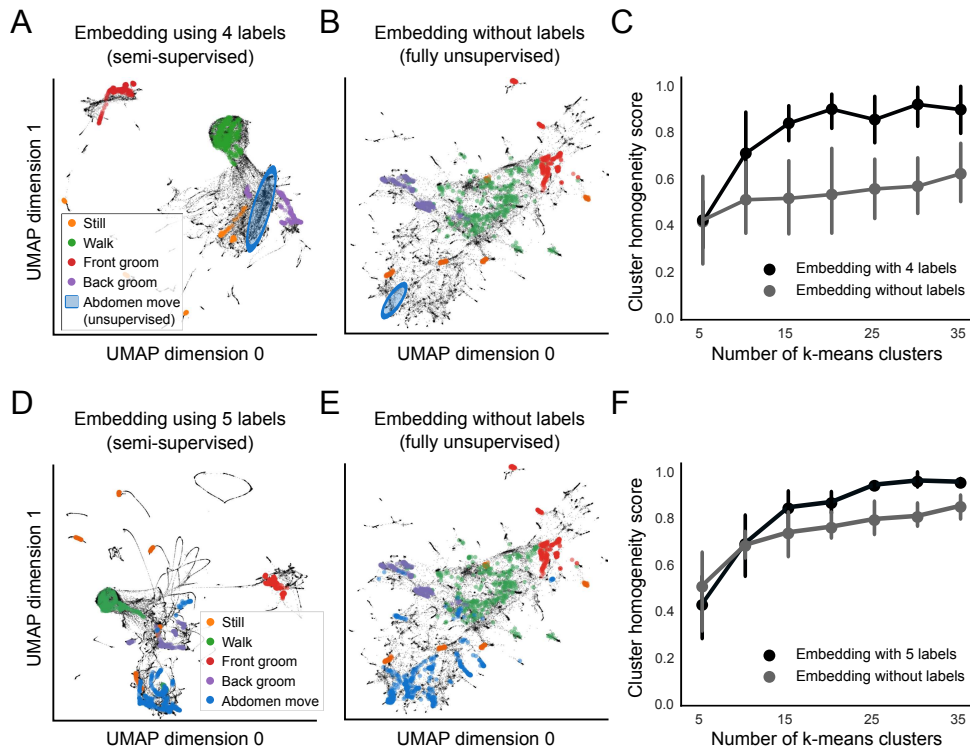 A
Embedding using 4 labels
(semi-supervised)
UMAP dimension 1
Still
Walk
Front groom
Back groom
Abdomen move
(unsupervised)
UMAP dimension 0
B
Embedding without labels
(fully unsupervised)
UMAP dimension 0
C
Cluster homogeneity score
1.0
0.8
0.6
0.4
0.2
0.0
Embedding with 4 labels
Embedding without labels
5
15
25
35
Number of k-means clusters
D
Embedding using 5 labels
(semi-supervised)
UMAP dimension 1
Still
Walk
Front groom
Back groom
Abdomen move
UMAP dimension 0
E
Embedding without labels
(fully unsupervised)
UMAP dimension 0
F
Cluster homogeneity score
1.0
0.8
0.6
0.4
0.2
0.0
Embedding with 5 labels
Embedding without labels
5
15
25
35
Number of k-means clusters